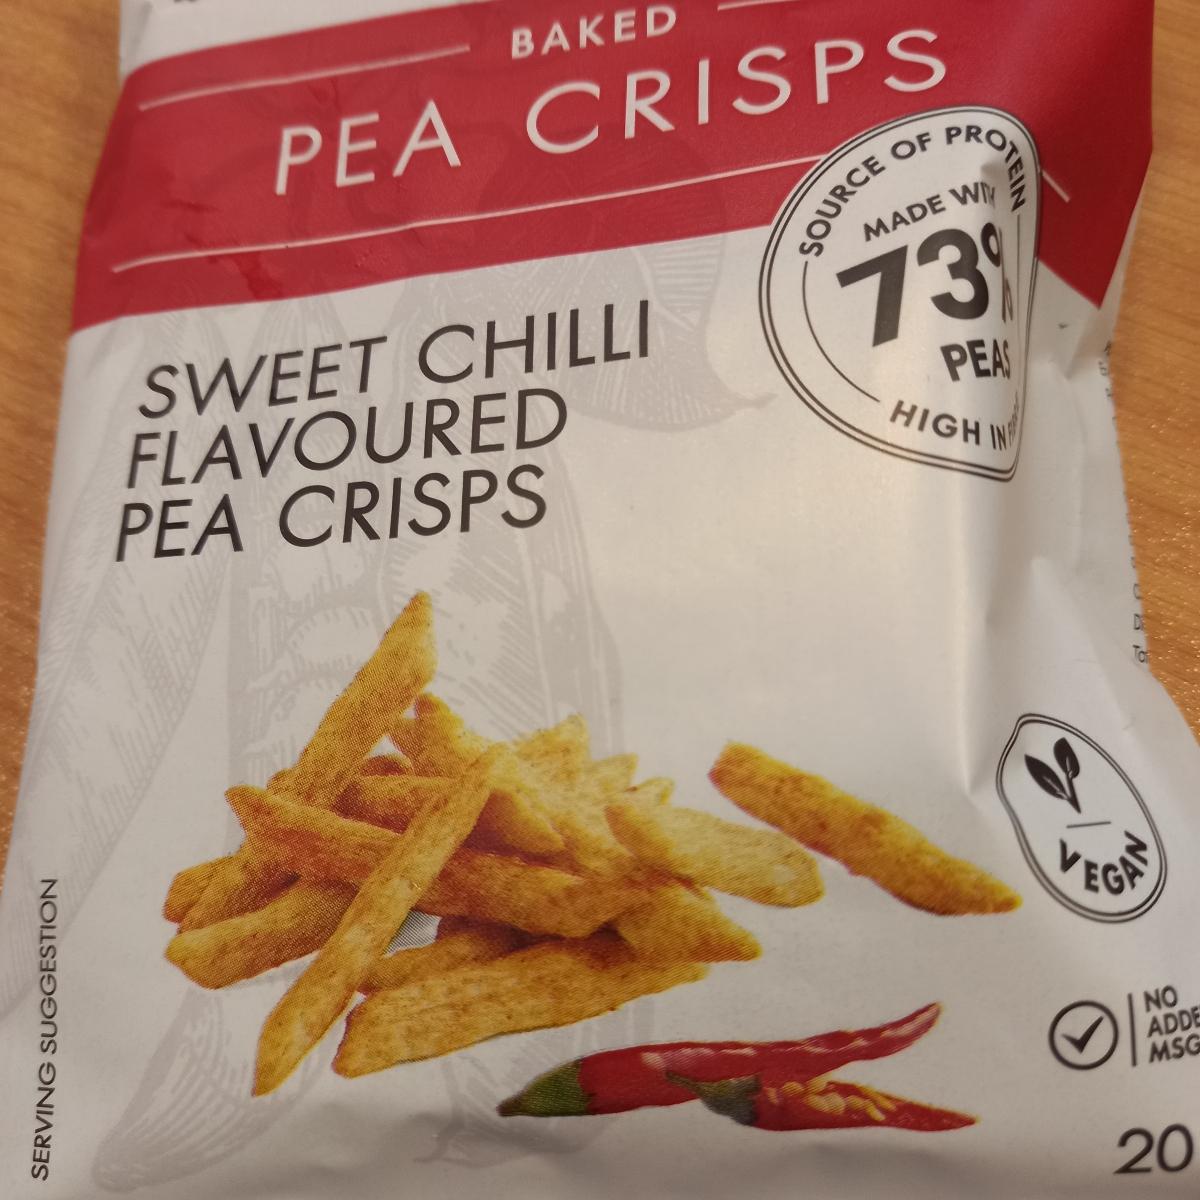 BAKED
PEA CRISPS
SOURCE OF PROTEIN
MADE WITH
73%
PEAS
HIGH IN
SWEET CHILLI
FLAVOURED
PEA CRISPS
VEGAN
NO
ADDE
MSG
20
SERVING SUGGESTION